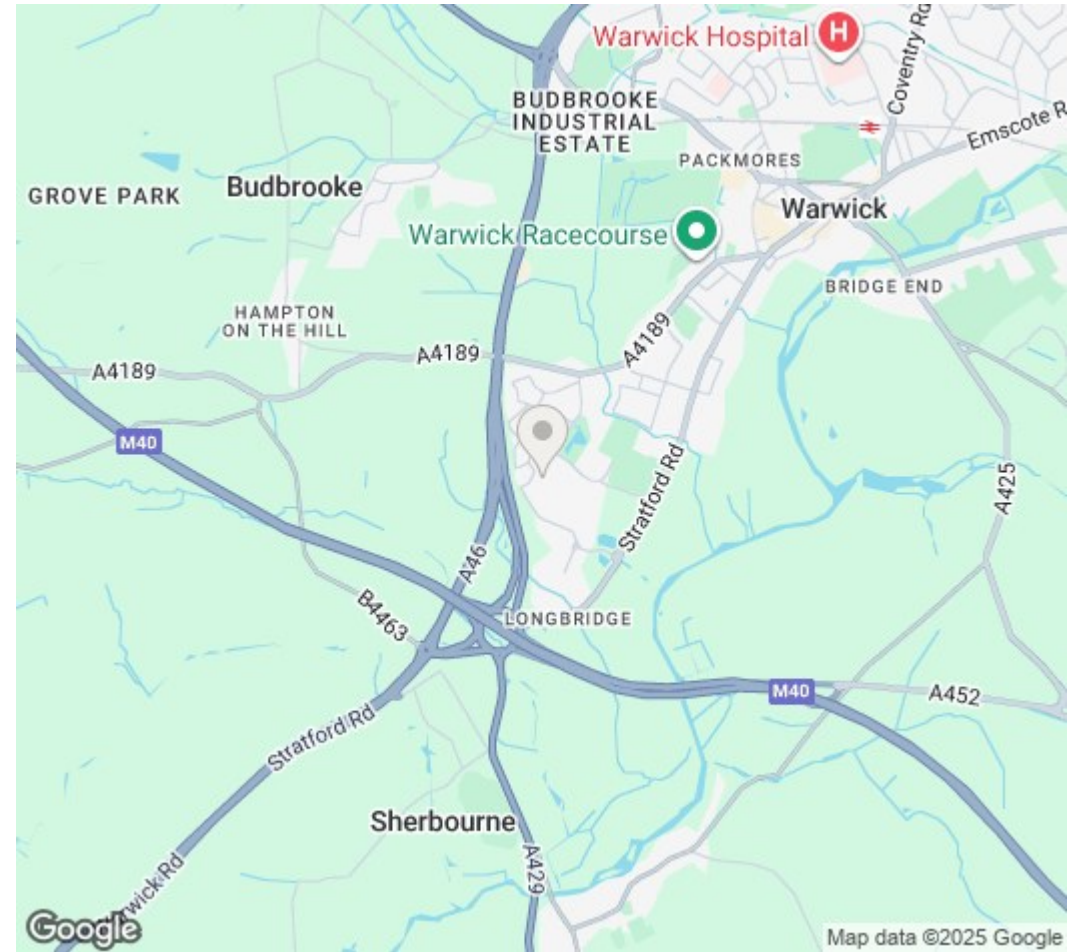 Warwick Hospital
H
Coventry Rd
BUDBROOKE
INDUSTRIAL
ESTATE
Emscote R
PACKMORES
GROVE PARK
Budbrooke
Warwick
Warwick Racecourse
BRIDGE END
HAMPTON
ON THE HILL
A4189
A4189
A4189
M40
Stratford Rd
A425
A46
B4463
LONGBRIDGE
M40
A452
Stratford Rd
Sherbourne
A429
Warwick Rd
Google
Map data ©2025 Google